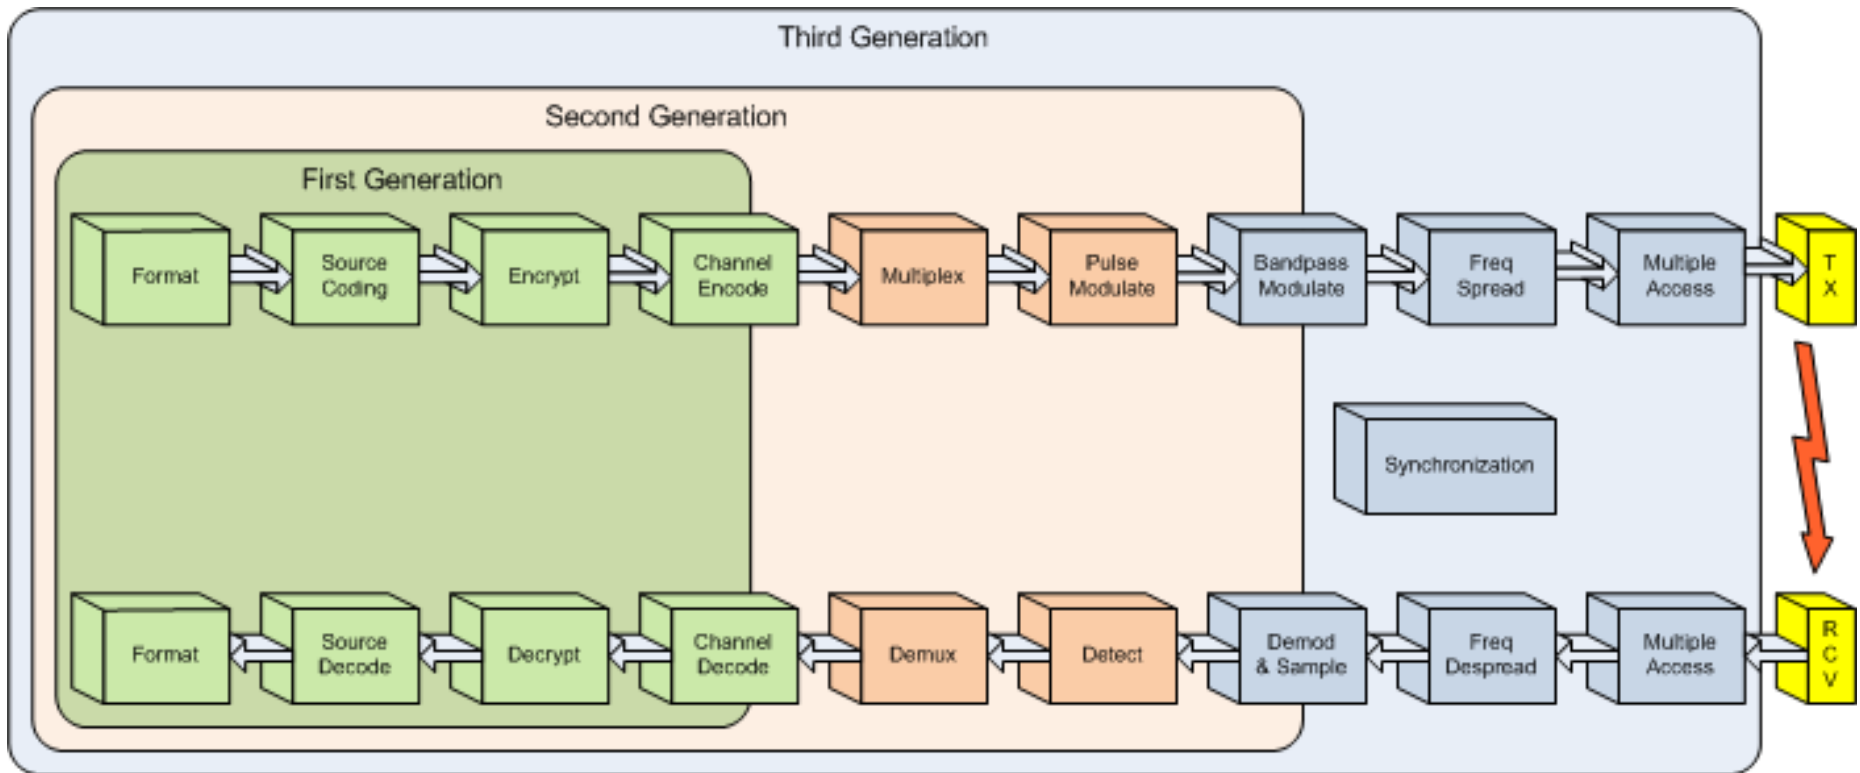 Third Generation
Second Generation
First Generation
Format
Source
Coding
Encrypt
Channel
Encode
Multiplex
Pulse
Modulate
Bandpass
Modulate
Freq
Spread
Multiple
Access
T
X
Synchronization
Format
Source
Decode
Decrypt
Channel
Decode
Demux
Detect
Demod
& Sample
Freq
Despread
Multiple
Access
R
C
V